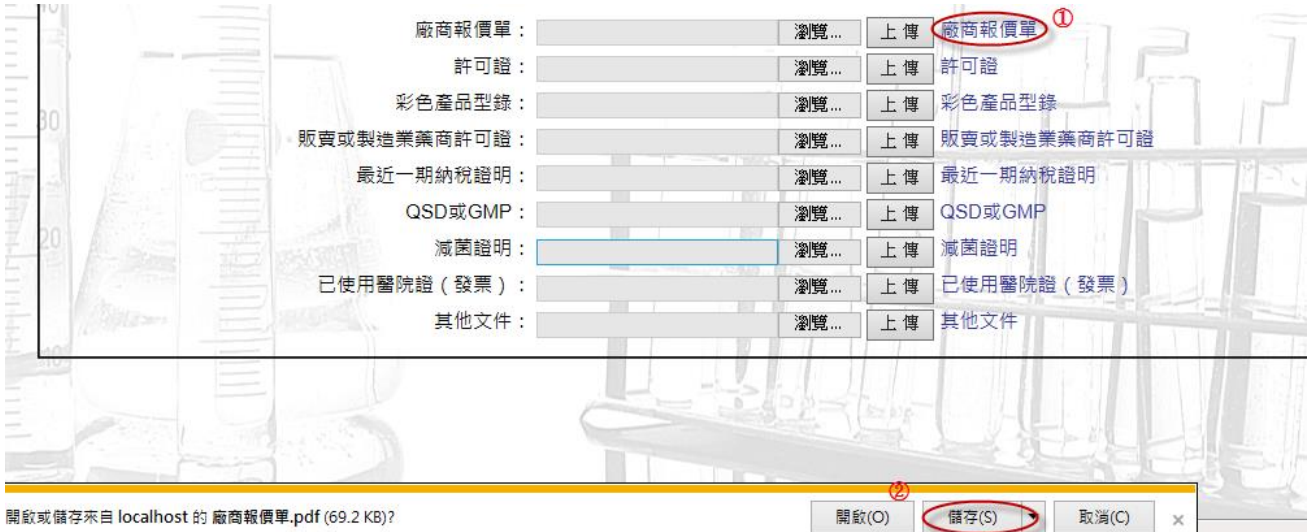 廠商報價單： 瀏覽... 上傳 廠商報價單 ①
許可證： 瀏覽... 上傳 許可證
彩色產品型錄： 瀏覽... 上傳 彩色產品型錄
販賣或製造業藥商許可證： 瀏覽... 上傳 販賣或製造業藥商許可證
最近一期納稅證明： 瀏覽... 上傳 最近一期納稅證明
QSD或GMP： 瀏覽... 上傳 QSD或GMP
滅菌證明： 瀏覽... 上傳 滅菌證明
已使用醫院證（發票）： 瀏覽... 上傳 已使用醫院證（發票）
其他文件： 瀏覽... 上傳 其他文件
30
20
10
②
開啟或儲存來自 localhost 的 廠商報價單.pdf (69.2 KB)? 開啟(O) 儲存(S) 取消(C) ×